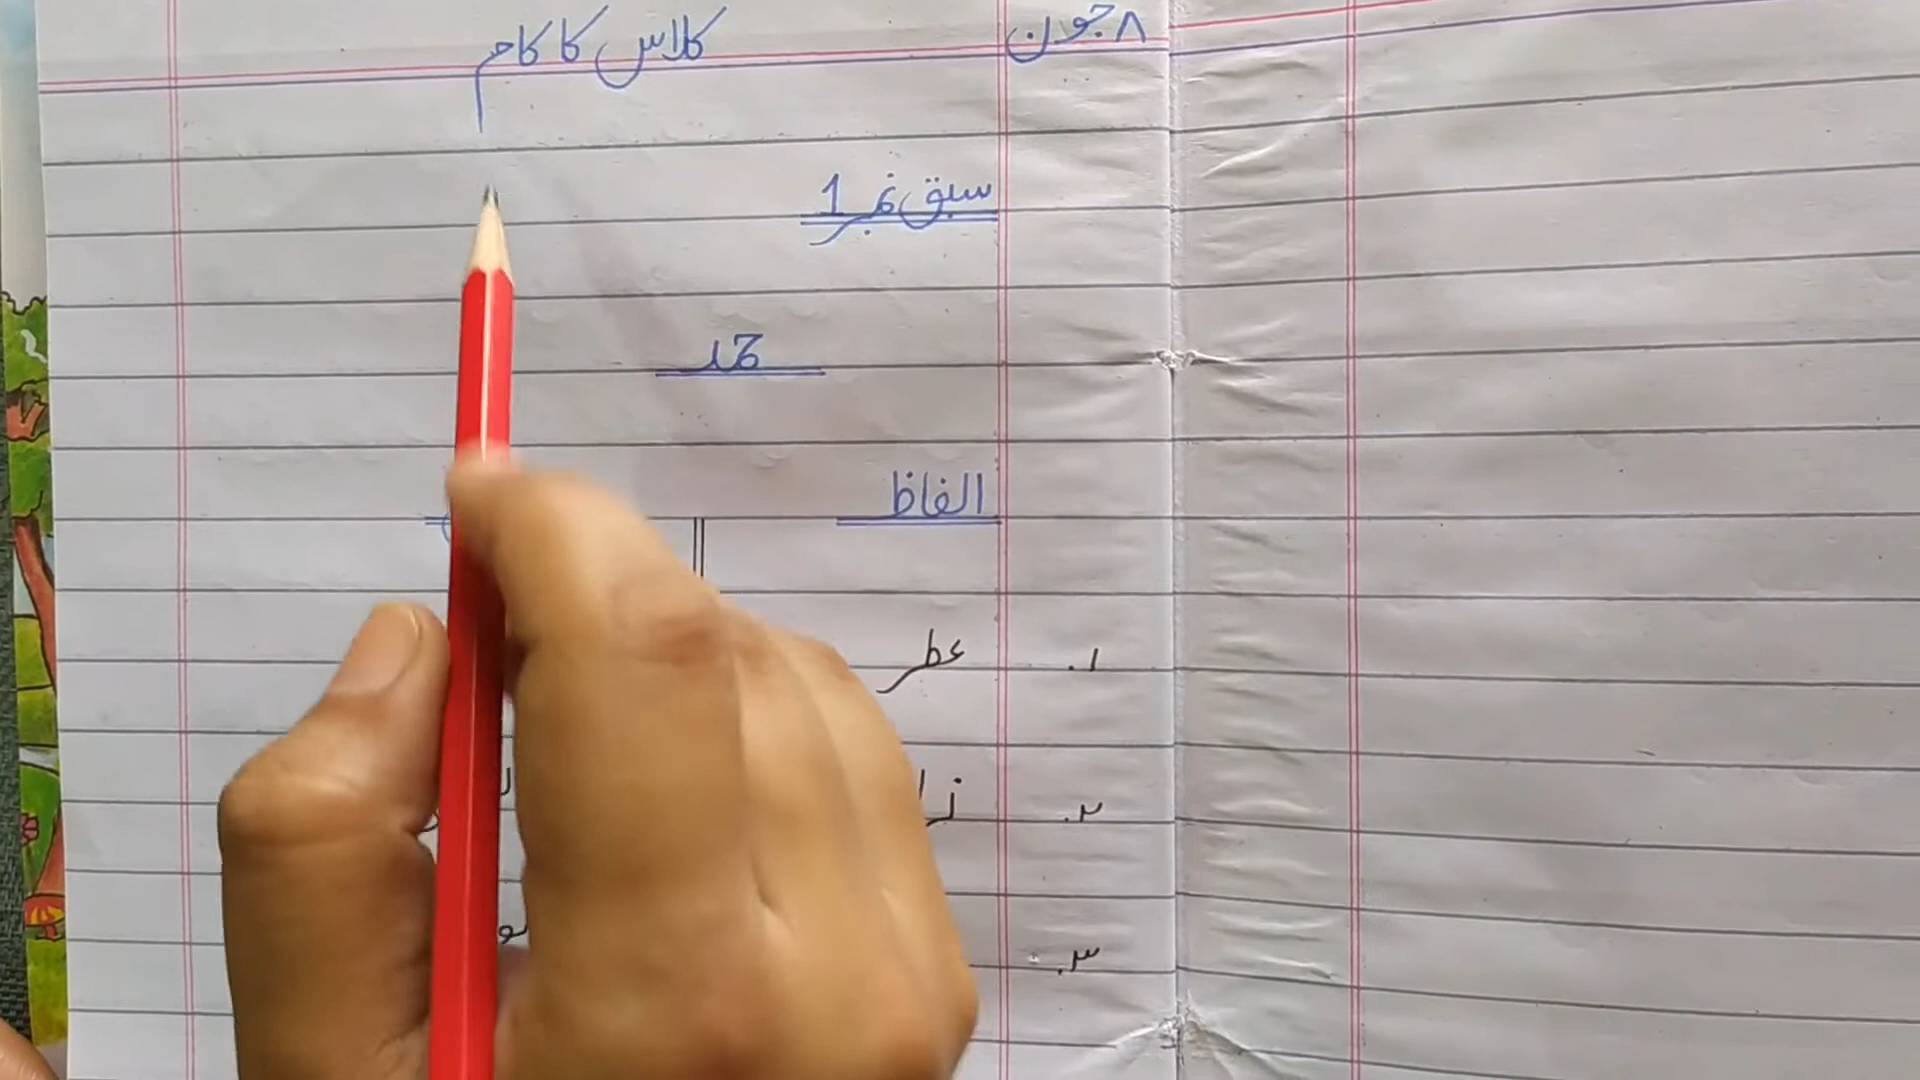 ۸ جون کلاس کا کام
سبق نمبر 1
حمد
الفاظ
۱. عطر
۲.
۳.